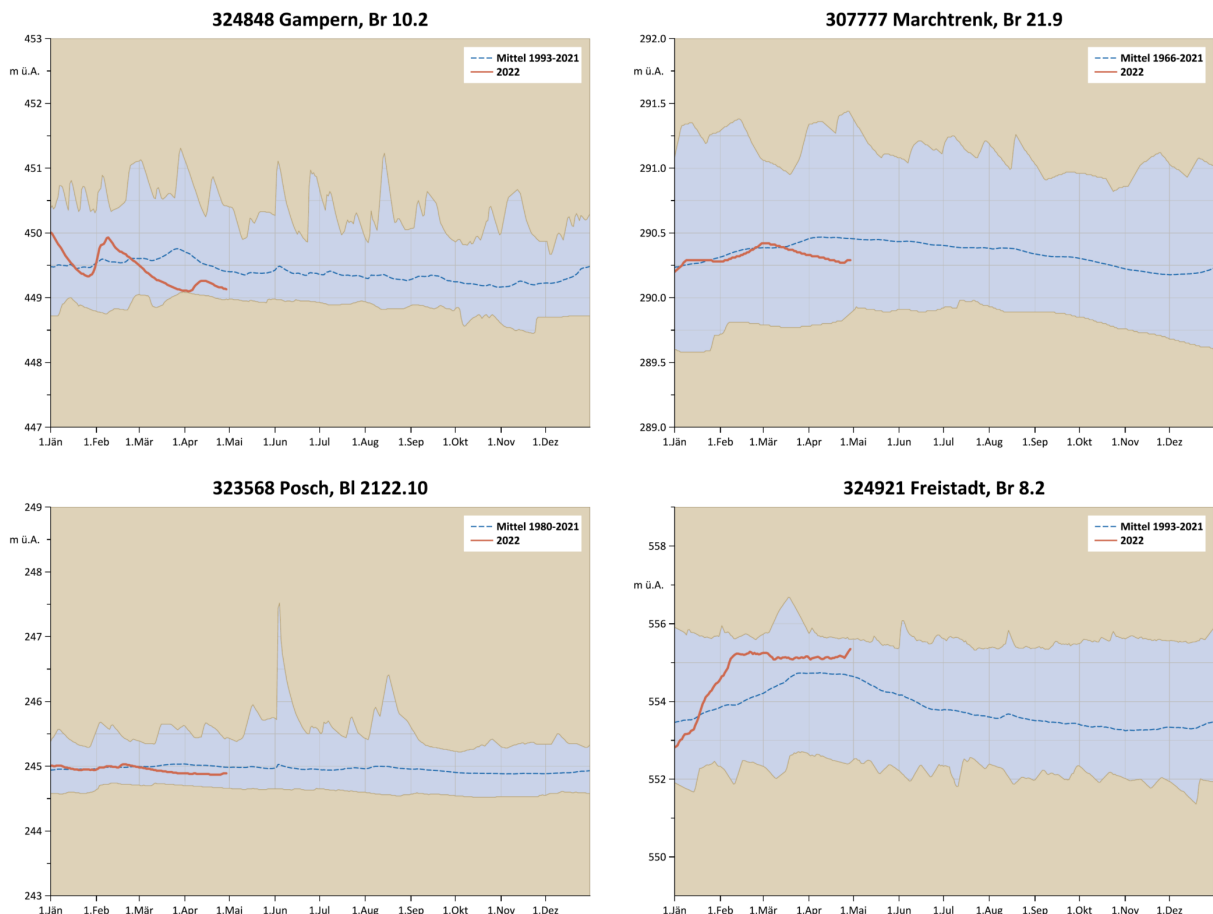 324848 Gampern, Br 10.2
453
m ü.A.
452
451
450
449
448
447
Mittel 1993-2021
2022
1.Jän 1.Feb 1.Mär 1.Apr 1.Mai 1.Jun 1.Jul 1.Aug 1.Sep 1.Okt 1.Nov 1.Dez
307777 Marchtrenk, Br 21.9
292.0
m ü.A.
291.5
291.0
290.5
290.0
289.5
289.0
Mittel 1966-2021
2022
1.Jän 1.Feb 1.Mär 1.Apr 1.Mai 1.Jun 1.Jul 1.Aug 1.Sep 1.Okt 1.Nov 1.Dez
323568 Posch, Bl 2122.10
249
m ü.A.
248
247
246
245
244
243
Mittel 1980-2021
2022
1.Jän 1.Feb 1.Mär 1.Apr 1.Mai 1.Jun 1.Jul 1.Aug 1.Sep 1.Okt 1.Nov 1.Dez
324921 Freistadt, Br 8.2
558
m ü.A.
556
554
552
550
Mittel 1993-2021
2022
1.Jän 1.Feb 1.Mär 1.Apr 1.Mai 1.Jun 1.Jul 1.Aug 1.Sep 1.Okt 1.Nov 1.Dez